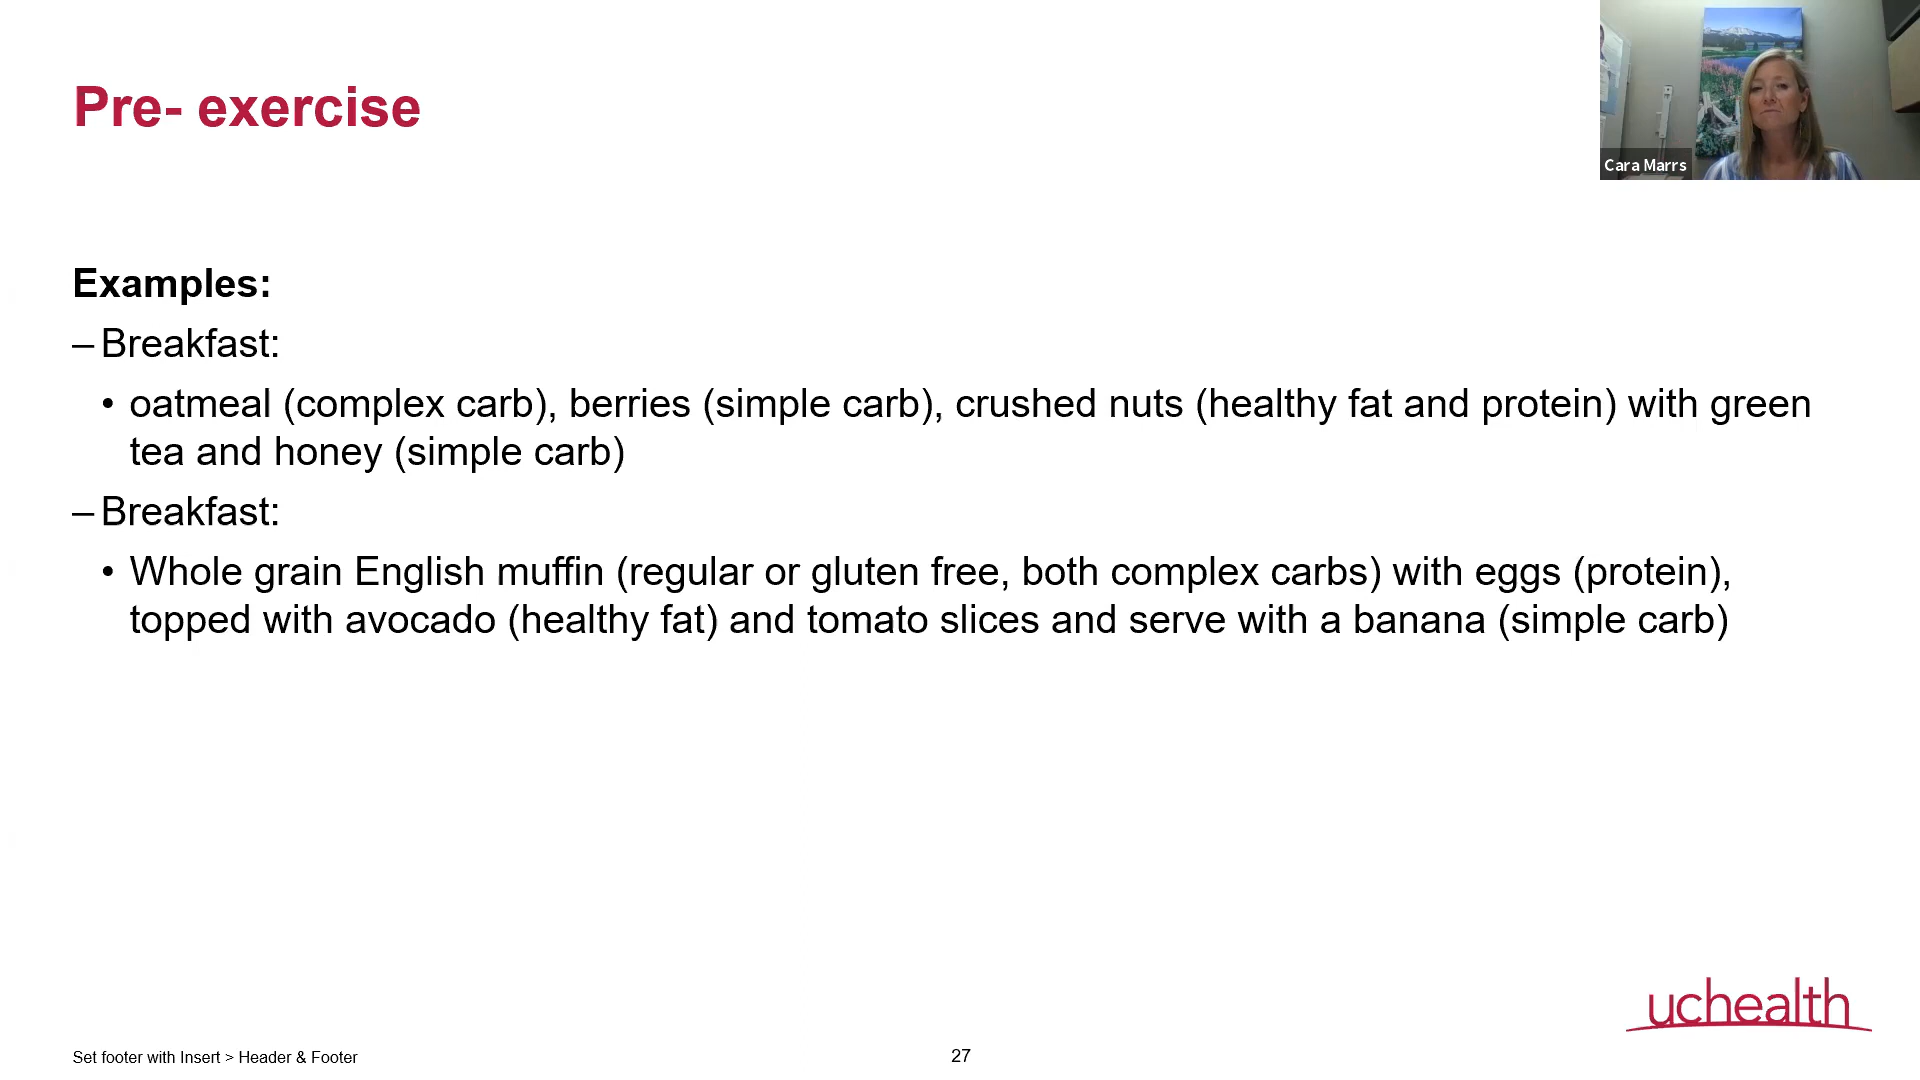 Pre- exercise
Cara Marrs
Examples:
– Breakfast:
• oatmeal (complex carb), berries (simple carb), crushed nuts (healthy fat and protein) with green
tea and honey (simple carb)
– Breakfast:
• Whole grain English muffin (regular or gluten free, both complex carbs) with eggs (protein),
topped with avocado (healthy fat) and tomato slices and serve with a banana (simple carb)
uchealth
Set footer with Insert > Header & Footer
27